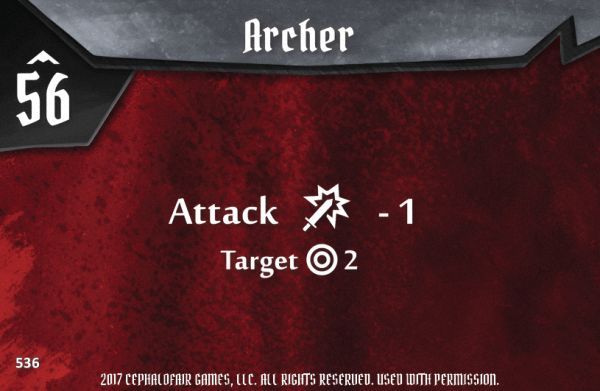 Archer
56
Attack - 1
Target 2
536
2017 CEPHALOFAIR GAMES, LLC. ALL RIGHTS RESERVED. USED WITH PERMISSION.